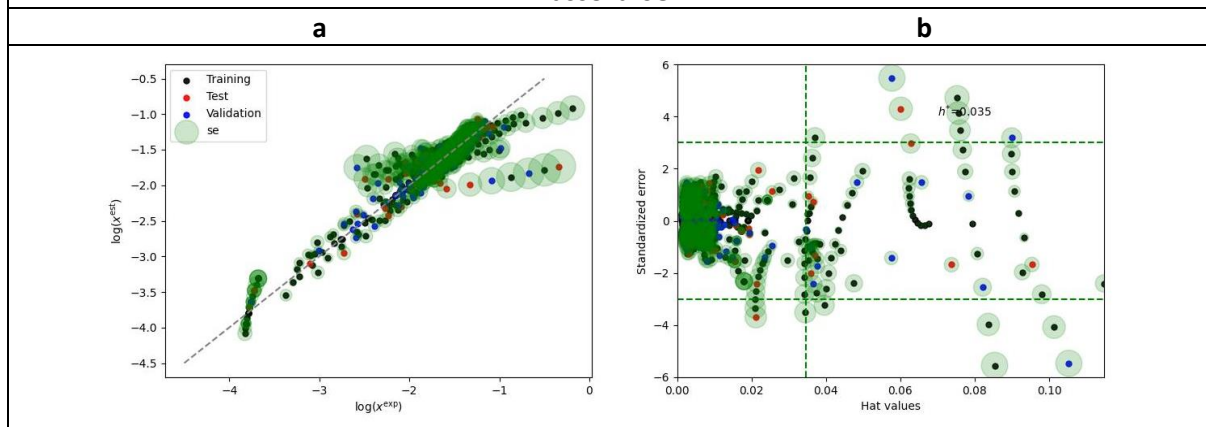 a
b
Training
Test
Validation
se
−0.5
−1.0
−1.5
−2.0
−2.5
−3.0
−3.5
−4.0
−4.5
log(x^est)
−4
−3
−2
−1
0
log(x^exp)
6
4
2
0
−2
−4
−6
Standardized error
h*=0.035
0.00
0.02
0.04
0.06
0.08
0.10
Hat values